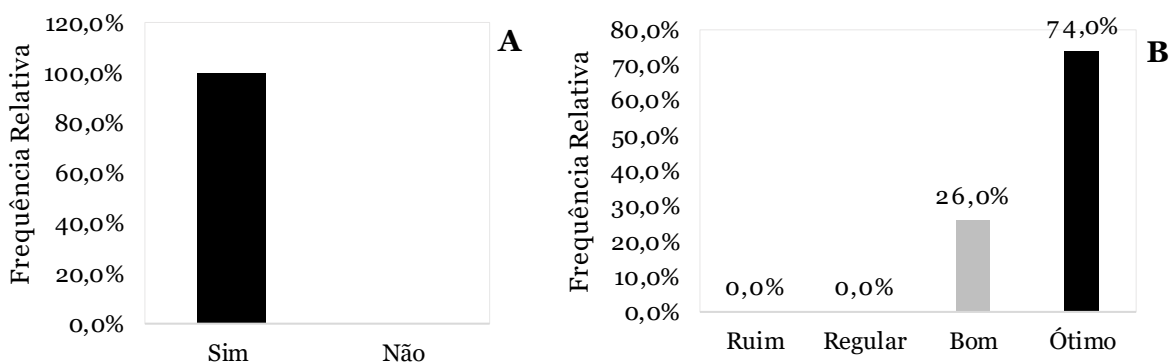 A
Frequência Relativa
120,0%
100,0%
80,0%
60,0%
40,0%
20,0%
0,0%
Sim Não
B
Frequência Relativa
80,0%
70,0%
60,0%
50,0%
40,0%
30,0%
20,0%
10,0%
0,0%
0,0% 0,0% 26,0% 74,0%
Ruim Regular Bom Ótimo